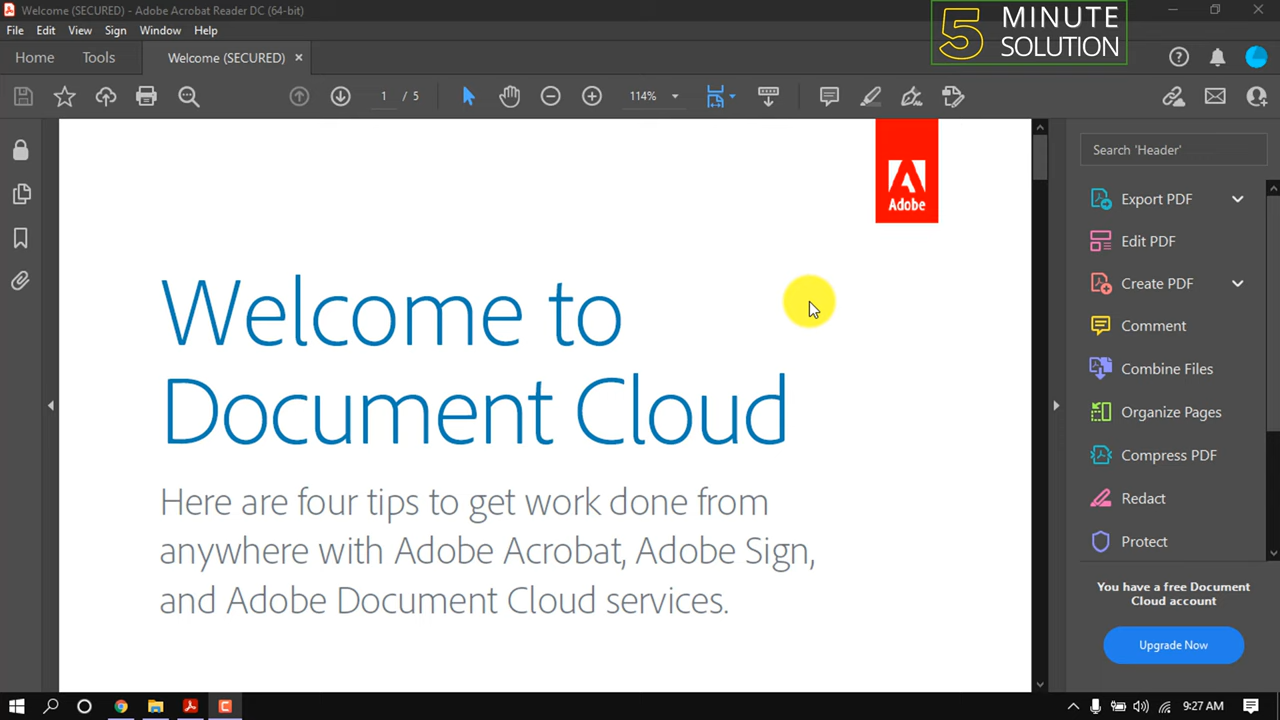 Welcome (SECURED) - Adobe Acrobat Reader DC (64-bit)
File Edit View Sign Window Help
5 MINUTE
SOLUTION
Home Tools Welcome (SECURED) ×
1 / 5 114%
Adobe
Welcome to
Document Cloud
Here are four tips to get work done from
anywhere with Adobe Acrobat, Adobe Sign,
and Adobe Document Cloud services.
Search 'Header'
Export PDF
Edit PDF
Create PDF
Comment
Combine Files
Organize Pages
Compress PDF
Redact
Protect
You have a free Document
Cloud account
Upgrade Now
9:27 AM